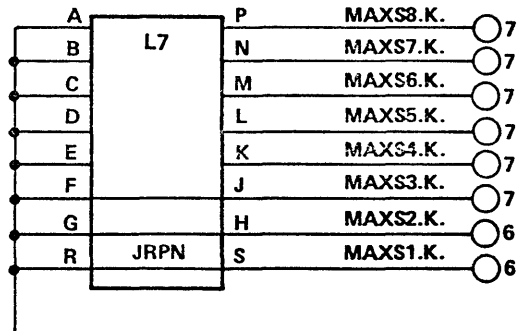 A P MAXS8.K. 7
L7
B N MAXS7.K. 7
C M MAXS6.K. 7
D L MAXS5.K. 7
E K MAXS4.K. 7
F J MAXS3.K. 7
G H MAXS2.K. 6
R JRPN S MAXS1.K. 6